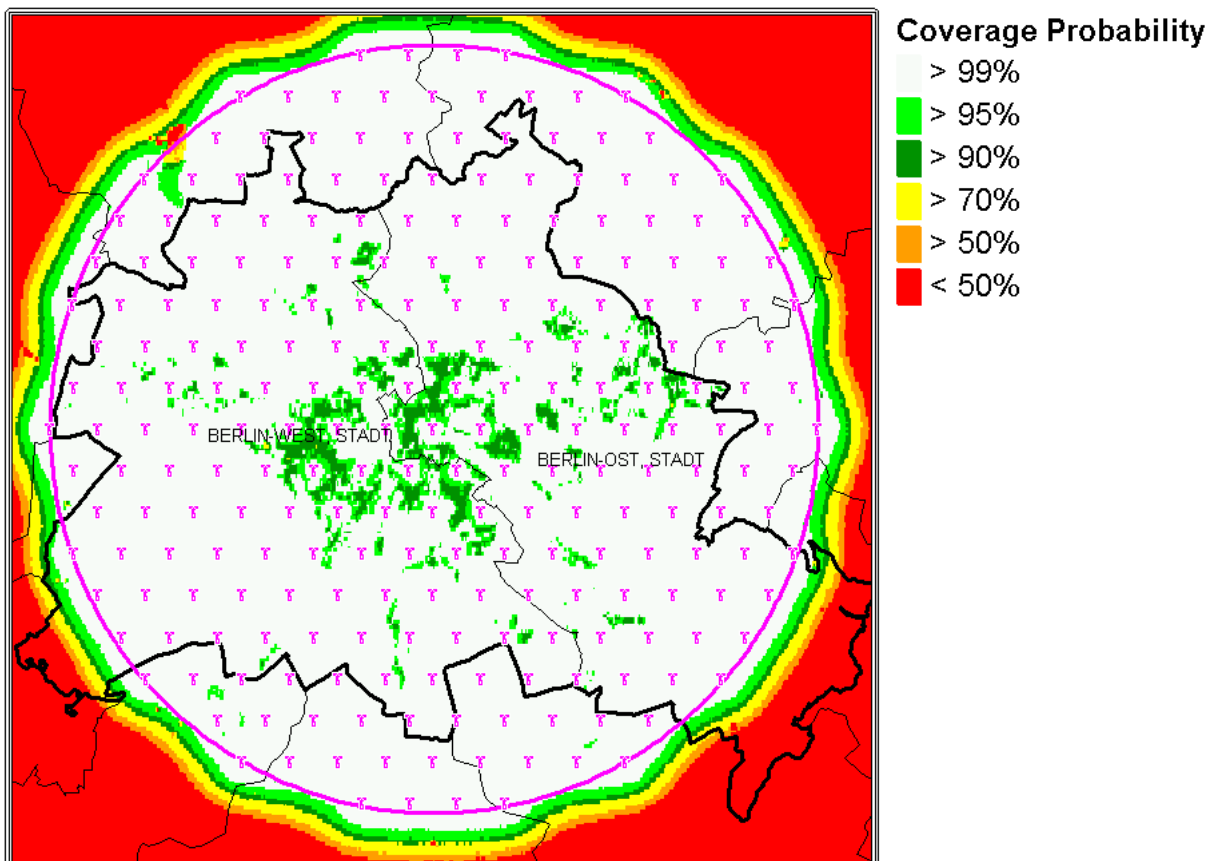 Coverage Probability
> 99%
> 95%
> 90%
> 70%
> 50%
< 50%
BERLIN-WEST, STADT
BERLIN-OST, STADT